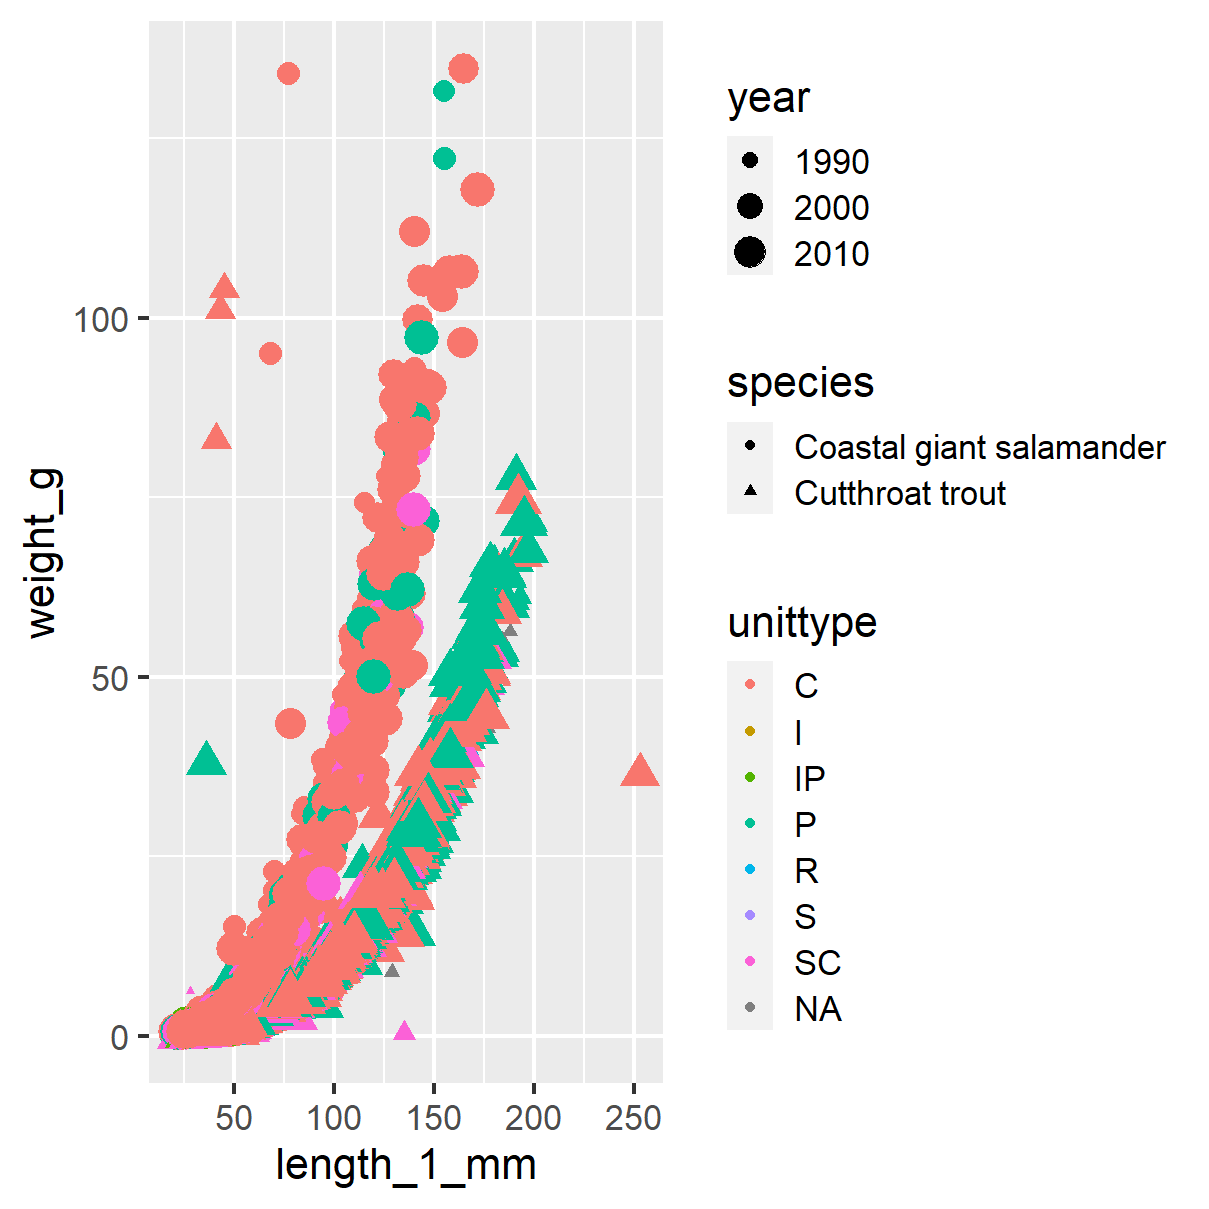 weight_g
100
50
0
50
100
150
200
250
length_1_mm
year
1990
2000
2010
species
Coastal giant salamander
Cutthroat trout
unittype
C
I
IP
P
R
S
SC
NA